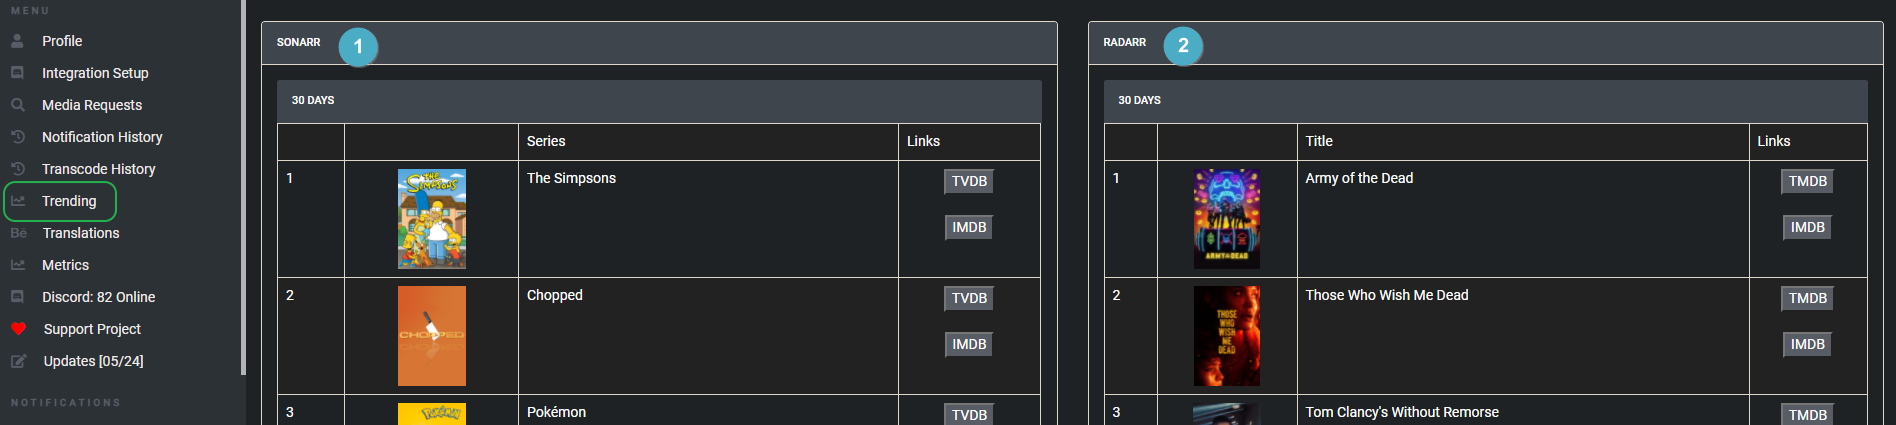 MENU
Profile
Integration Setup
Media Requests
Notification History
Transcode History
Trending
Bē Translations
Metrics
Discord: 82 Online
Support Project
Updates [05/24]
NOTIFICATIONS
SONARR 1
30 DAYS
Series Links
1 The Simpsons TVDB
THE SIMPSONS
IMDB
2 Chopped TVDB
CHOPPED
IMDB
3 Pokémon TVDB
POKÉMON
RADARR 2
30 DAYS
Title Links
1 Army of the Dead TMDB
IMDB
ARMY OF THE DEAD
2 Those Who Wish Me Dead TMDB
THOSE
WHO
WISH
ME
DEAD
IMDB
3 Tom Clancy's Without Remorse TMDB